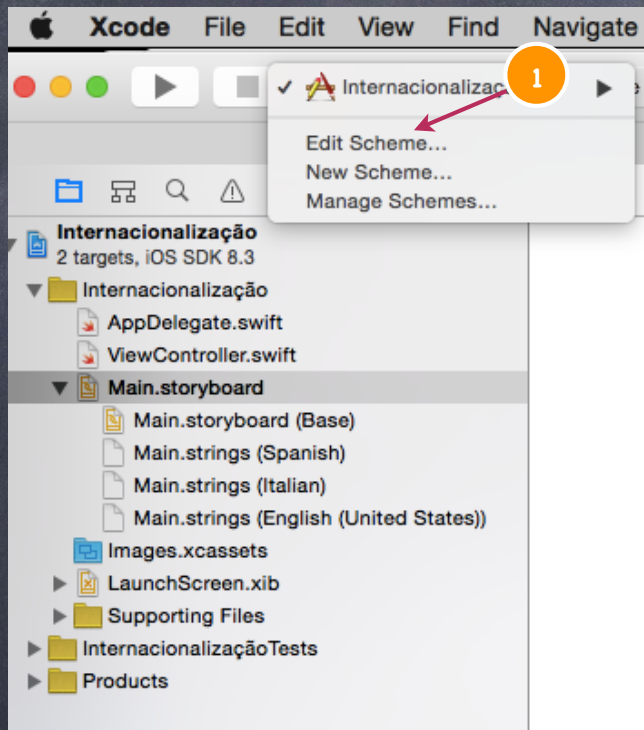 Xcode File Edit View Find Navigate
Internacionalizaç
1
Edit Scheme...
New Scheme...
Manage Schemes...
Internacionalização
2 targets, iOS SDK 8.3
Internacionalização
AppDelegate.swift
ViewController.swift
Main.storyboard
Main.storyboard (Base)
Main.strings (Spanish)
Main.strings (Italian)
Main.strings (English (United States))
Images.xcassets
LaunchScreen.xib
Supporting Files
InternacionalizaçãoTests
Products